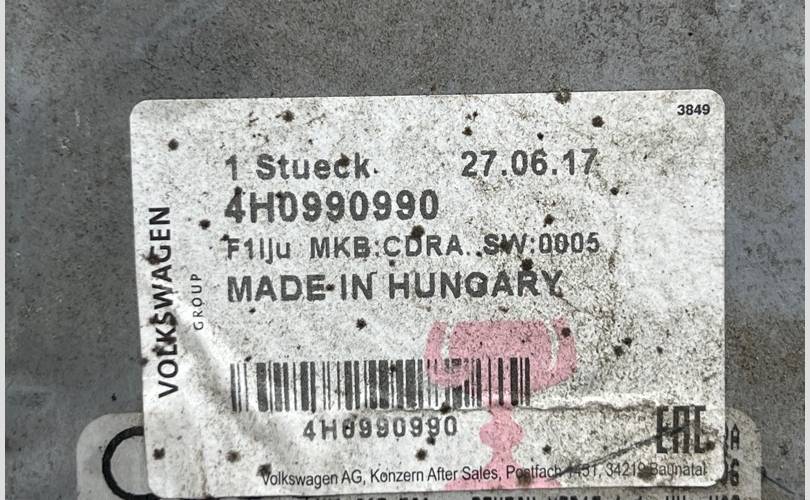 3849
1 Stueck. 27.06.17
4H0990990
F1lju MKB:CDRA..SW:0005
MADE-IN HUNGARY.
VOLKSWAGEN
GROUP
4H0990990
EAC
Volkswagen AG, Konzern After Sales, Postfach 1451, 34219 Baunatal